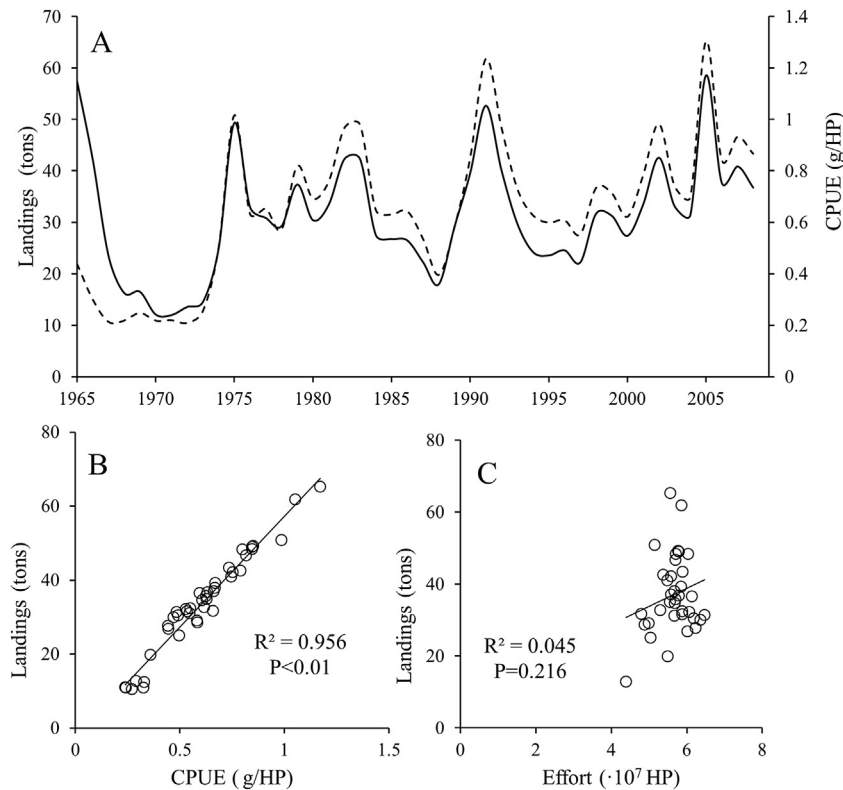 A
70
60
50
40
30
20
10
0
Landings (tons)
1.4
1.2
1
0.8
0.6
0.4
0.2
0
CPUE (g/HP)
1965 1970 1975 1980 1985 1990 1995 2000 2005
B
80
60
40
20
0
Landings (tons)
R² = 0.956
P<0.01
0 0.5 1 1.5
CPUE ( g/HP)
C
80
60
40
20
0
Landings (tons)
R² = 0.045
P=0.216
0 2 4 6 8
Effort (·10⁷ HP)